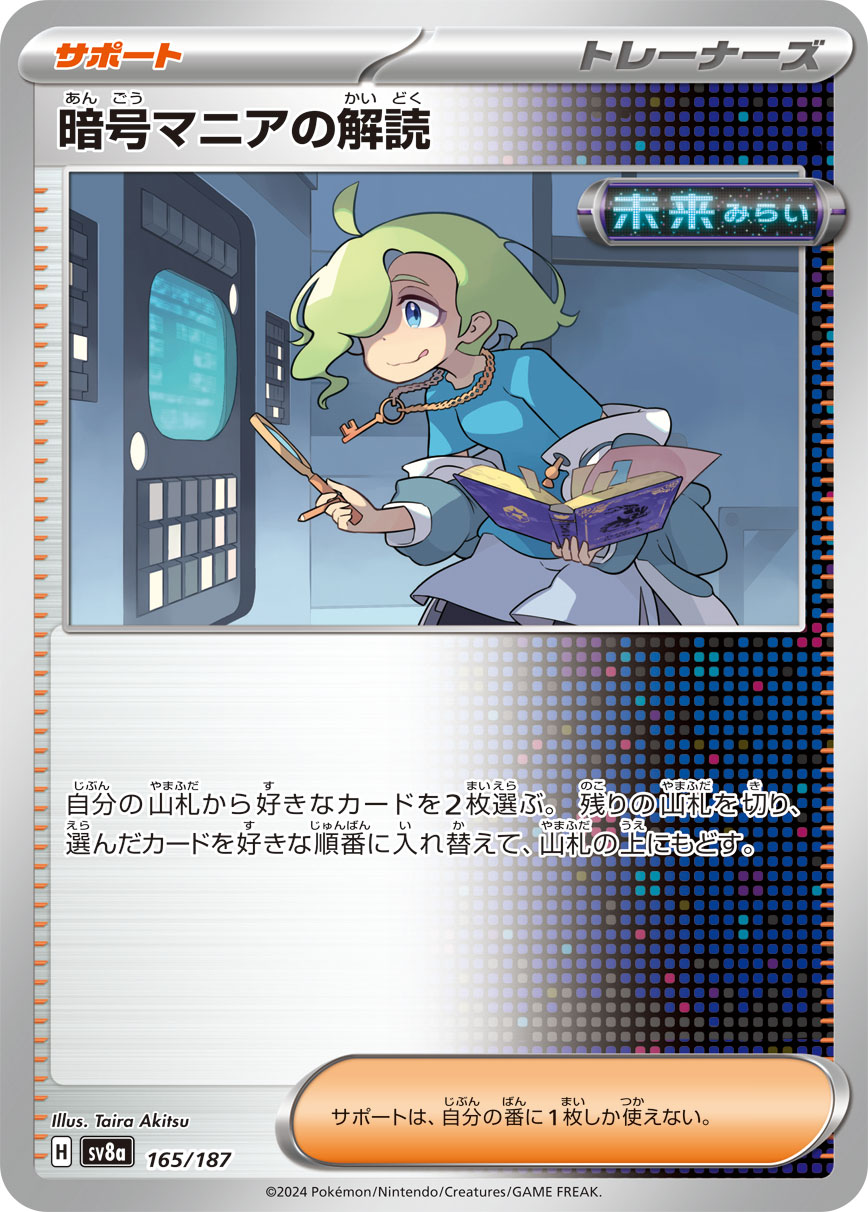 サポート
トレーナーズ
あんごう かいどく
暗号マニアの解読
未来 みらい
じぶん やまふだ す まいえら のこ やまふだ き
自分の山札から好きなカードを2枚選ぶ。残りの山札を切り、
えら す じゅんばん い か やまふだ うえ
選んだカードを好きな順番に入れ替えて、山札の上にもどす。
じぶん ばん まい つか
サポートは、自分の番に1枚しか使えない。
Illus. Taira Akitsu
H sv8a 165/187
©2024 Pokémon/Nintendo/Creatures/GAME FREAK.